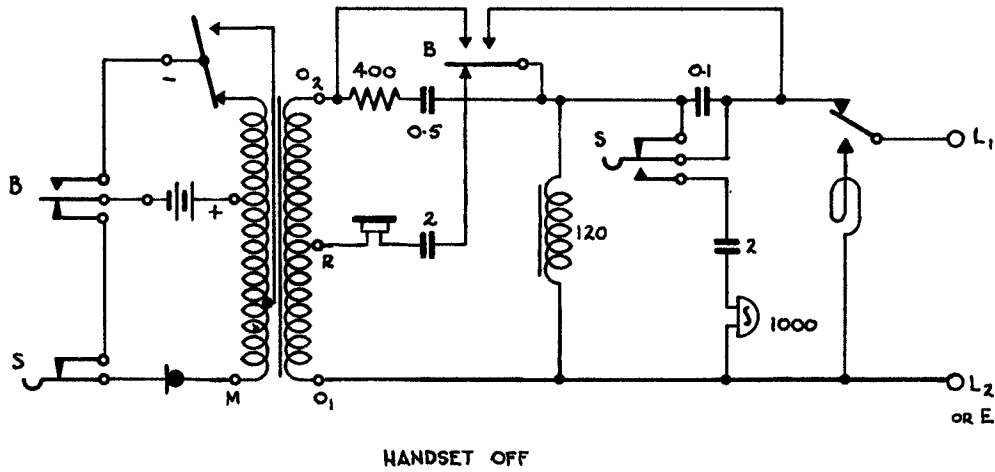 O2
400
B
0.1
−
0.5
S
L1
B
+
2
R
120
2
1000
S
M
O1
L2
OR E
HANDSET OFF